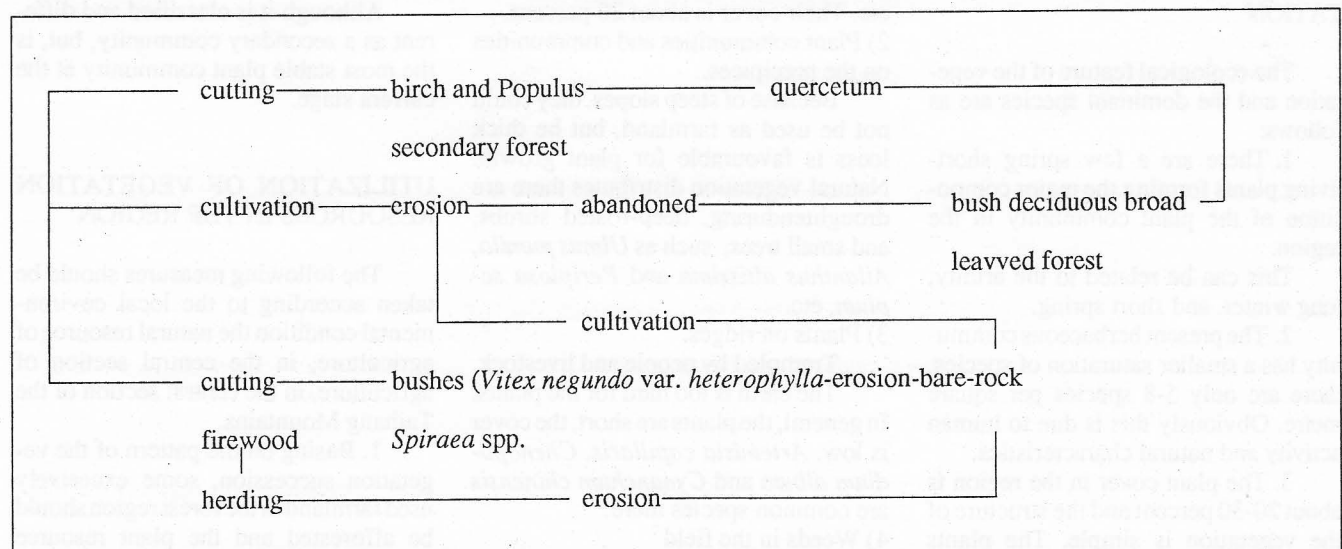 cutting birch and Populus quercetum
secondary forest
cultivation erosion abandoned bush deciduous broad
leavved forest
cultivation
cutting bushes (Vitex negundo var. heterophylla-erosion-bare-rock
firewood Spiraea spp.
herding erosion